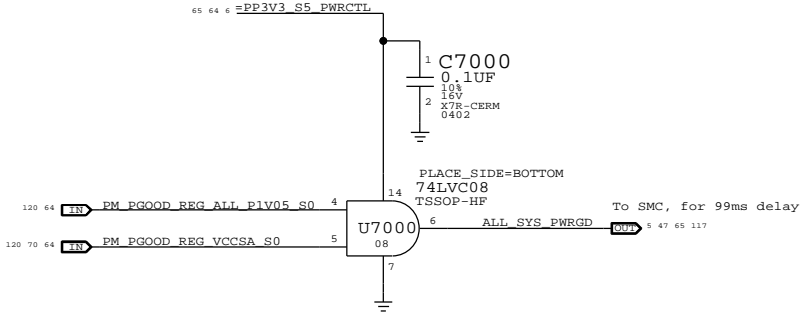 65 64 6 =PP3V3_S5_PWRCTL
1 C7000
0.1UF
10%
16V
2 X7R-CERM
0402
PLACE_SIDE=BOTTOM
14 74LVC08
TSSOP-HF
To SMC, for 99ms delay
120 64 IN PM_PGOOD_REG_ALL_P1V05_S0 4
U7000 6 ALL_SYS_PWRGD OUT 5 47 65 117
08
120 70 64 IN PM_PGOOD_REG_VCCSA_S0 5
7